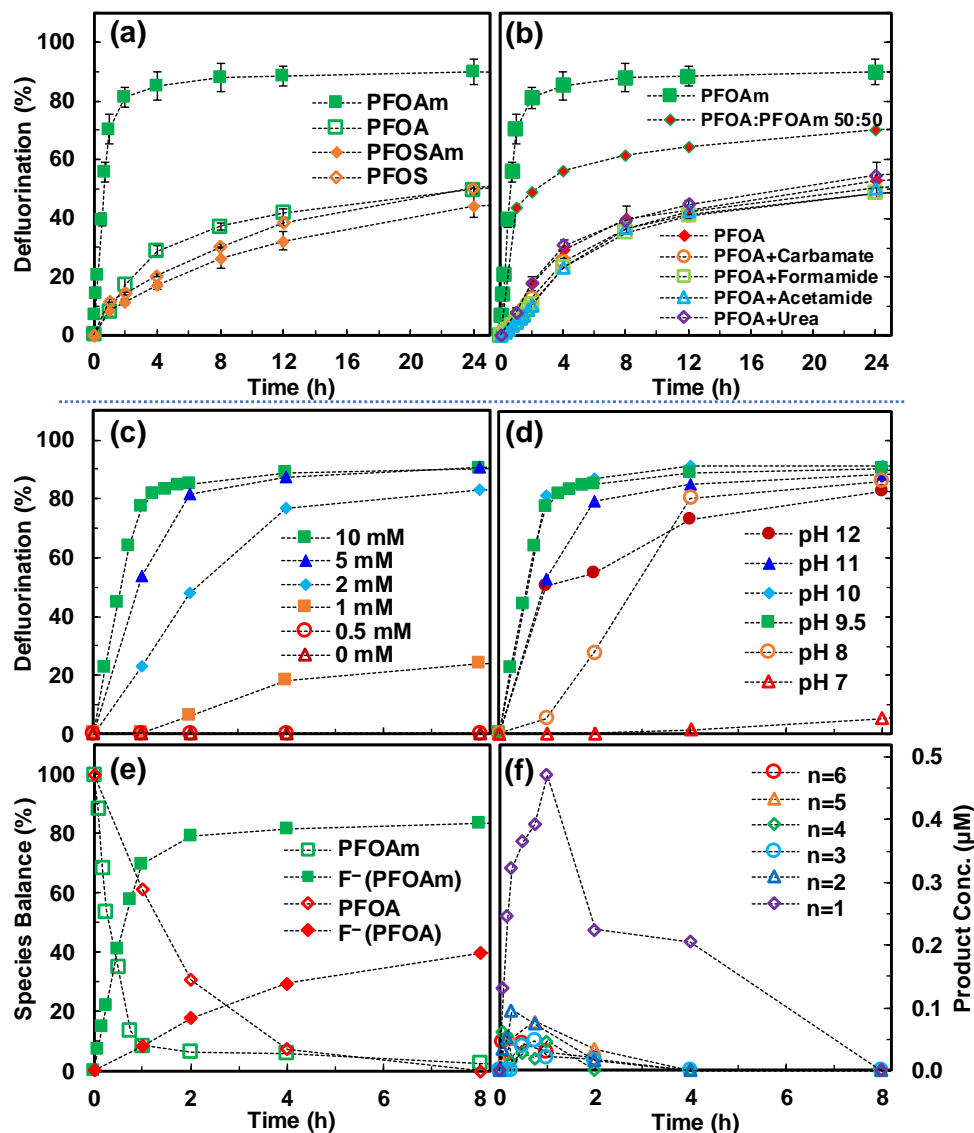 (a)
(b)
Defluorination (%)
100
80
60
40
20
0
PFOAm
PFOA
PFOSAm
PFOS
PFOAm
PFOA:PFOAm 50:50
PFOA
PFOA+Carbamate
PFOA+Formamide
PFOA+Acetamide
PFOA+Urea
0 4 8 12 16 20 24
0 4 8 12 16 20 24
Time (h)
Time (h)
(c)
(d)
Defluorination (%)
100
80
60
40
20
0
10 mM
5 mM
2 mM
1 mM
0.5 mM
0 mM
pH 12
pH 11
pH 10
pH 9.5
pH 8
pH 7
(e)
(f)
Species Balance (%)
100
80
60
40
20
0
PFOAm
F⁻(PFOAm)
PFOA
F⁻(PFOA)
n=6
n=5
n=4
n=3
n=2
n=1
0.5
0.4
0.3
0.2
0.1
0.0
Product Conc. (µM)
0 2 4 6 8
0 2 4 6 8
Time (h)
Time (h)